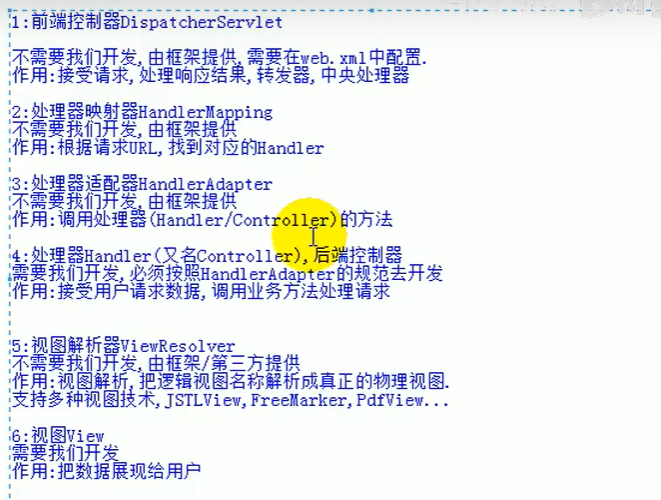 1:前端控制器DispatcherServlet
不需要我们开发,由框架提供,需要在web.xml中配置.
作用:接受请求,处理响应结果,转发器,中央处理器
2:处理器映射器HandlerMapping
不需要我们开发,由框架提供
作用:根据请求URL,找到对应的Handler
3:处理器适配器HandlerAdapter
不需要我们开发,由框架提供
作用:调用处理器(Handler/Controller)的方法
4:处理器Handler(又名Controller),后端控制器
需要我们开发,必须按照HandlerAdapter的规范去开发
作用:接受用户请求数据,调用业务方法处理请求
5:视图解析器ViewResolver
不需要我们开发,由框架/第三方提供
作用:视图解析,把逻辑视图名称解析成真正的物理视图.
支持多种视图技术,JSTLView,FreeMarker,PdfView...
6:视图View
需要我们开发
作用:把数据展现给用户